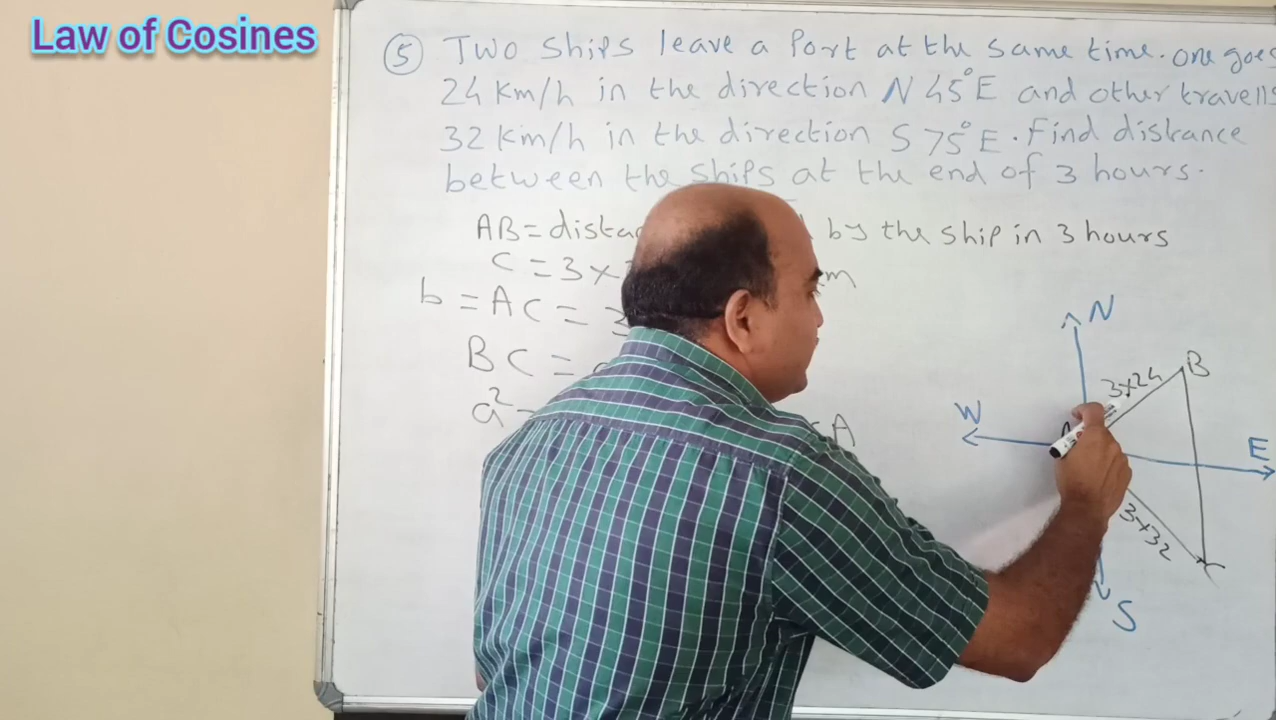 Law of Cosines
5 Two ships leave a Port at the same time. one goes
24 Km/h in the direction N 45° E and other travells
32 Km/h in the direction S 75° E. Find distance
between the ships at the end of 3 hours.
AB = by the ship in 3 hours
c = 3 ×
b = AC = 3
BC =
a² = A
N
B
3×24
W
E
3×32
C
S